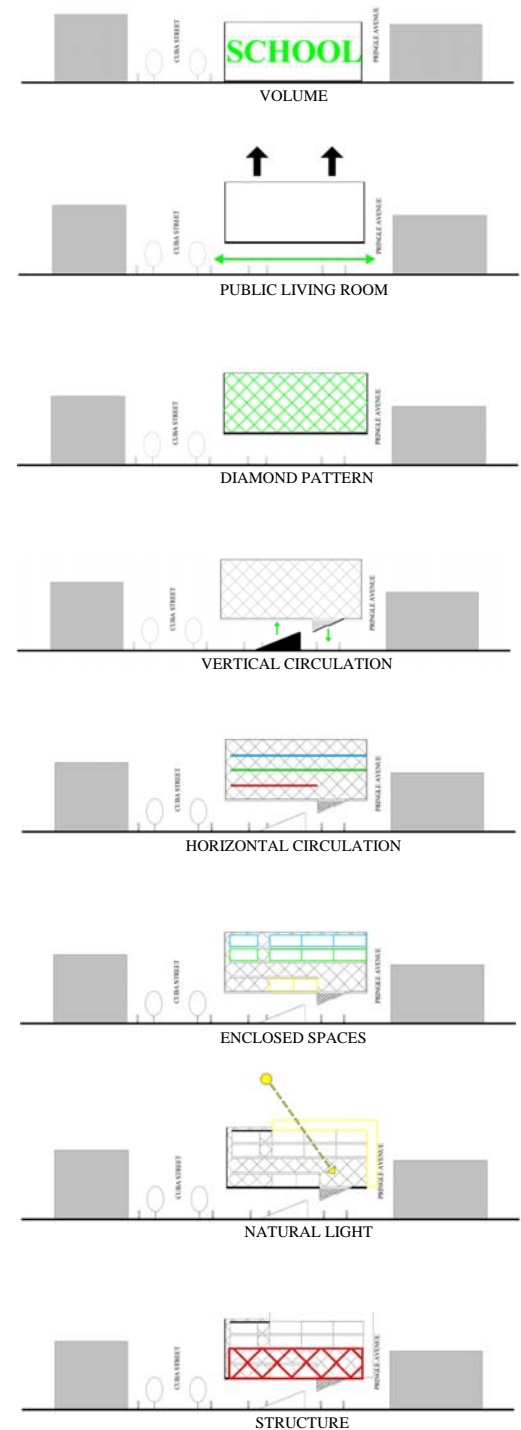 CUBA STREET
SCHOOL
PRINGLE AVENUE
VOLUME
CUBA STREET
PRINGLE AVENUE
PUBLIC LIVING ROOM
CUBA STREET
PRINGLE AVENUE
DIAMOND PATTERN
CUBA STREET
PRINGLE AVENUE
VERTICAL CIRCULATION
CUBA STREET
PRINGLE AVENUE
HORIZONTAL CIRCULATION
CUBA STREET
PRINGLE AVENUE
ENCLOSED SPACES
CUBA STREET
PRINGLE AVENUE
NATURAL LIGHT
CUBA STREET
PRINGLE AVENUE
STRUCTURE